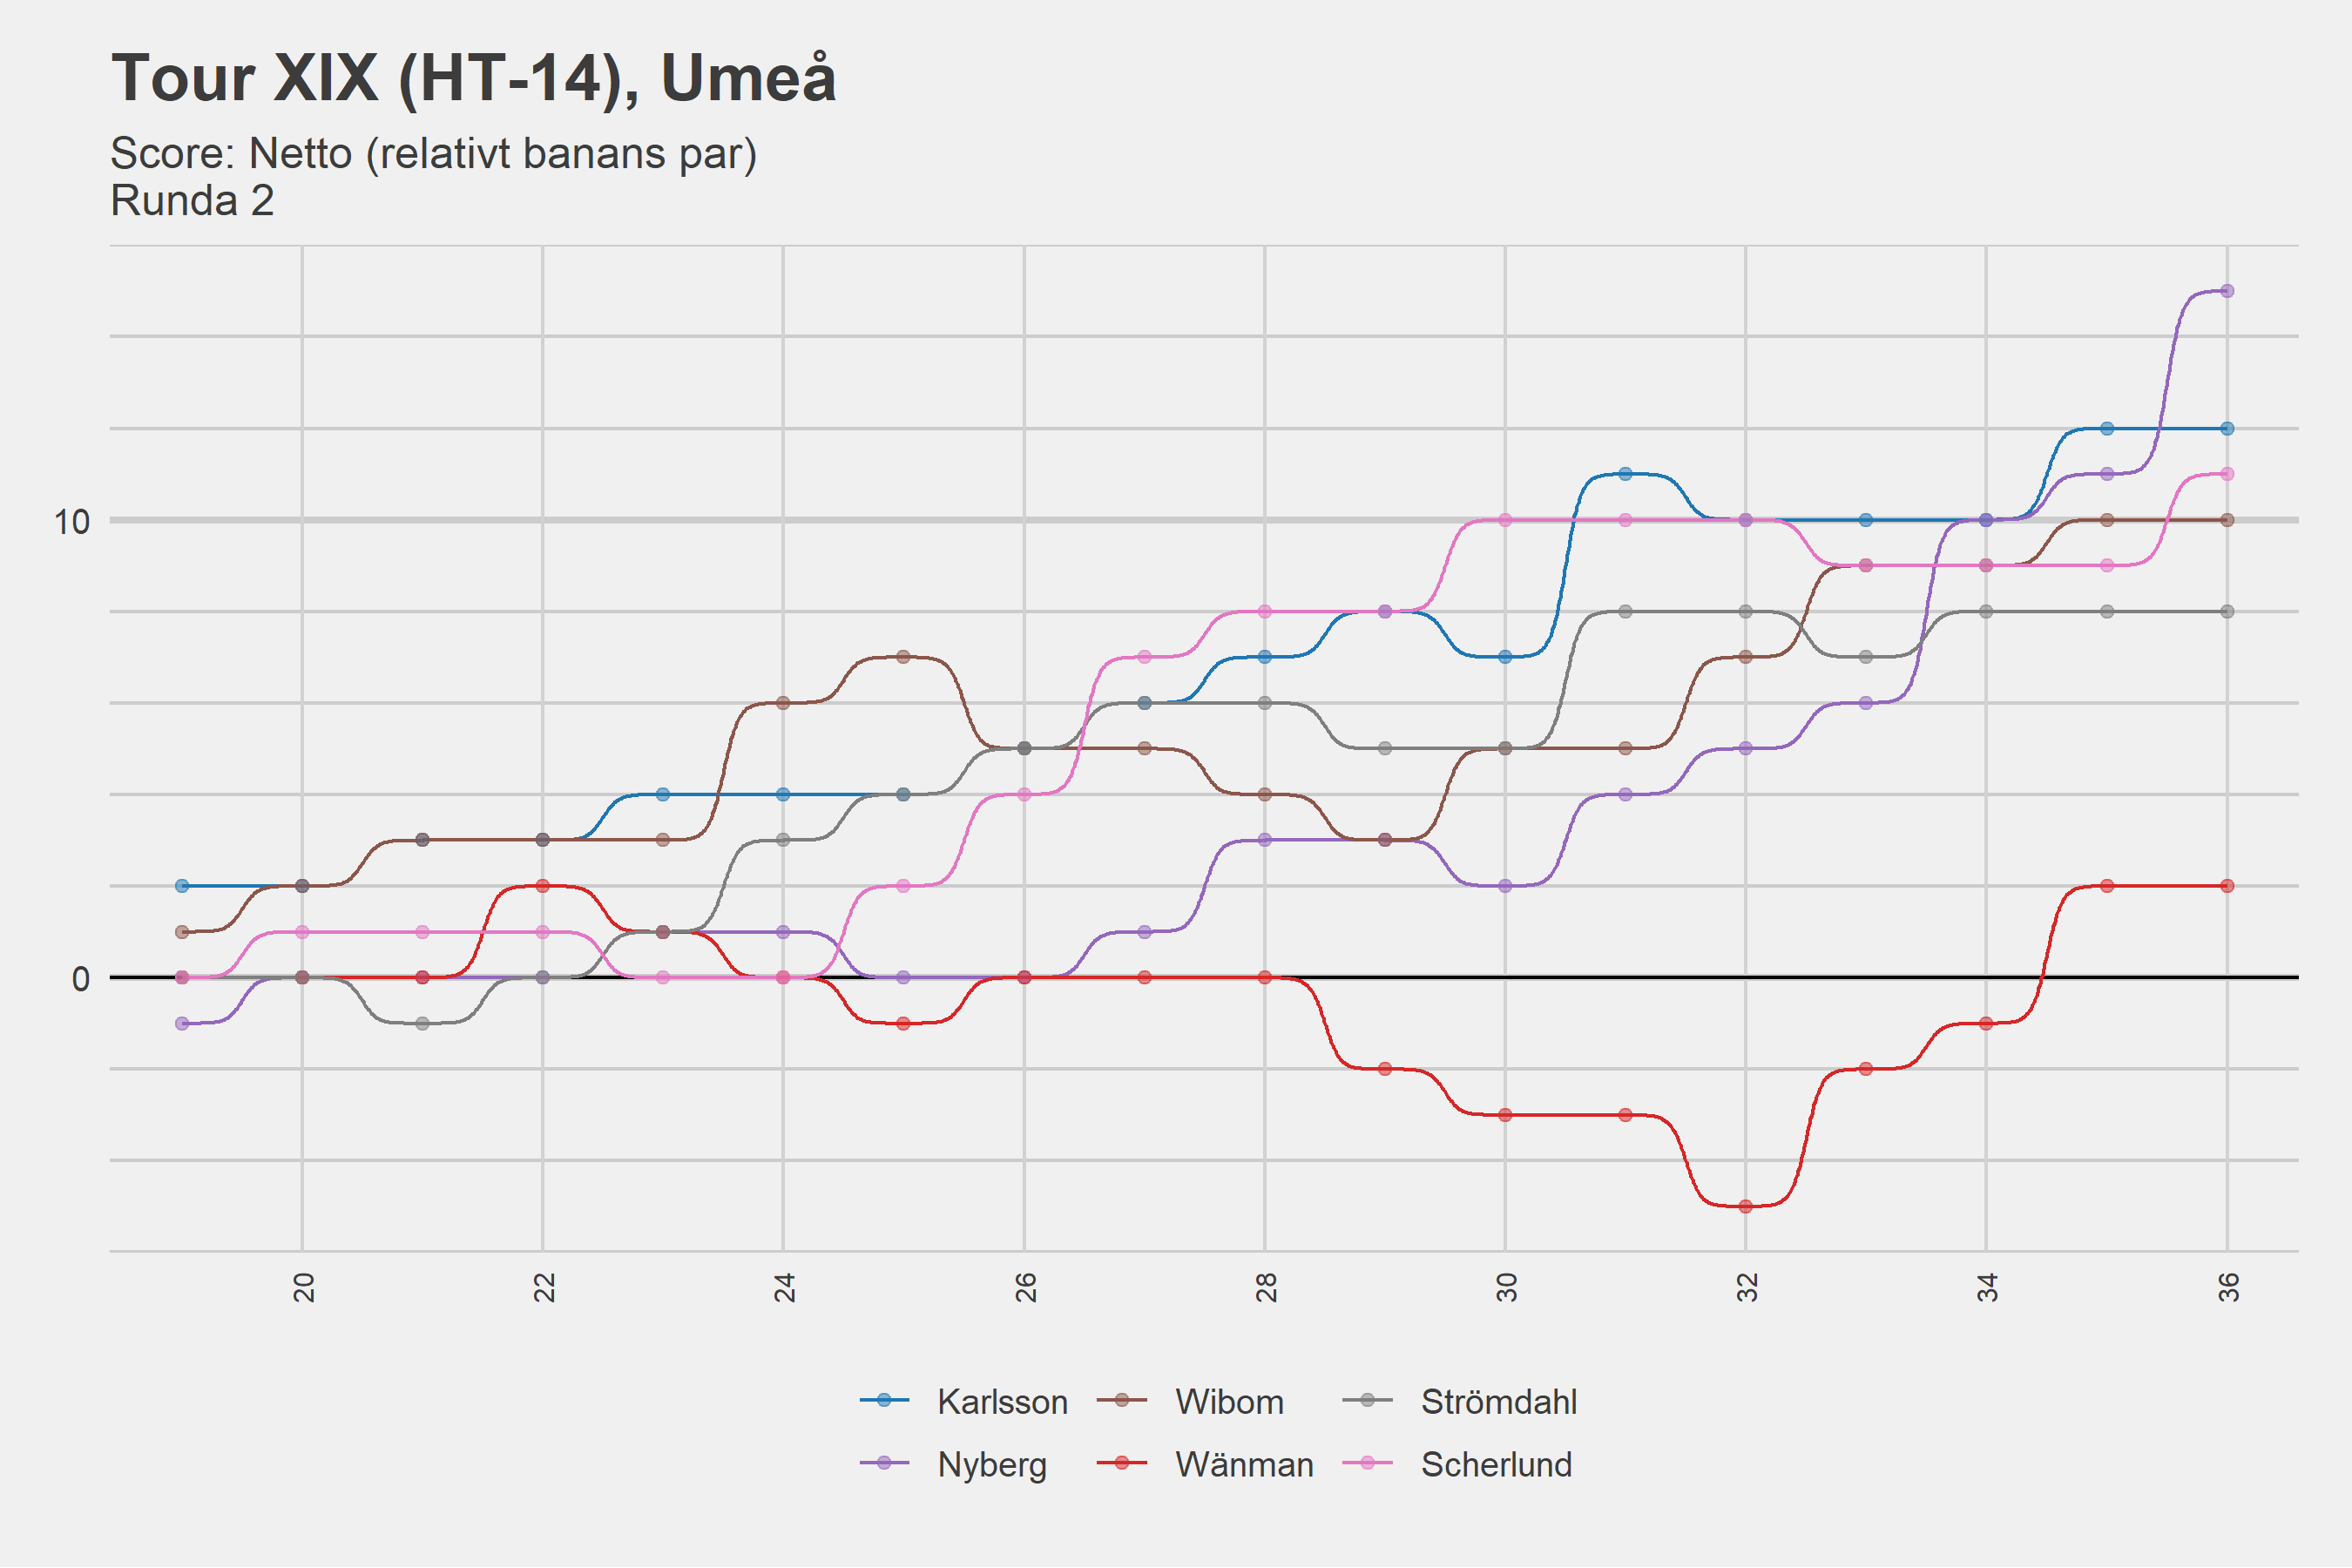 Tour XIX (HT-14), Umeå
Score: Netto (relativt banans par)
Runda 2
10
0
20 22 24 26 28 30 32 34 36
Karlsson Wibom Strömdahl
Nyberg Wänman Scherlund